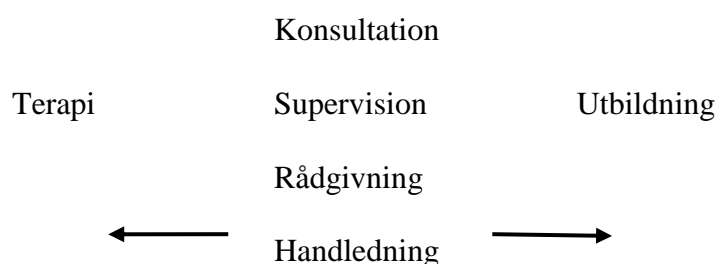 Konsultation
Terapi Supervision Utbildning
Rådgivning
Handledning